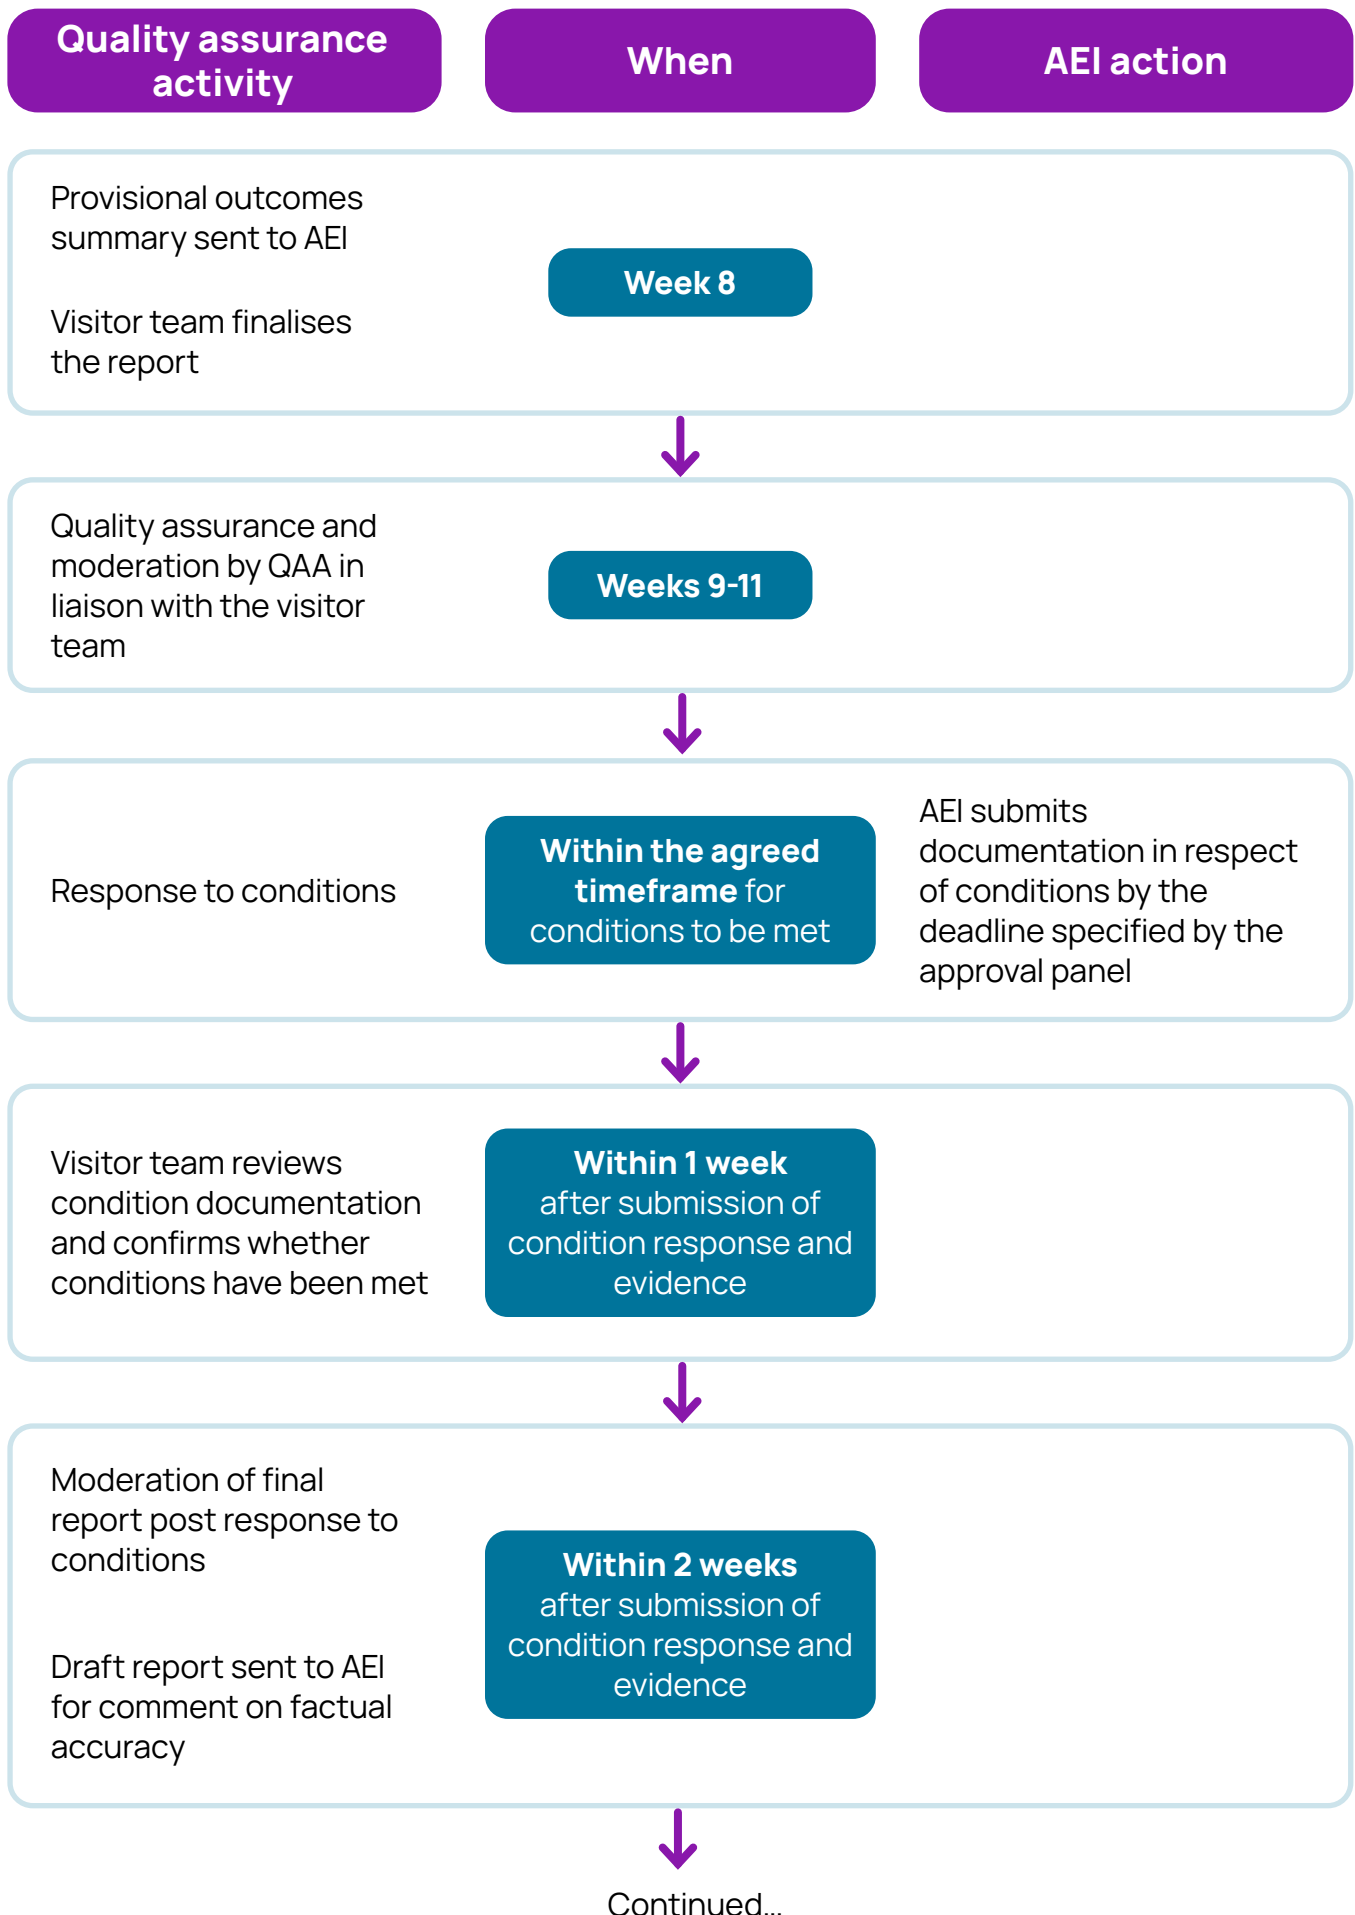 Quality assurance
activity
When
AEI action
Provisional outcomes
summary sent to AEI
Visitor team finalises
the report
Week 8
Quality assurance and
moderation by QAA in
liaison with the visitor
team
Weeks 9-11
Response to conditions
Within the agreed
timeframe for
conditions to be met
AEI submits
documentation in respect
of conditions by the
deadline specified by the
approval panel
Visitor team reviews
condition documentation
and confirms whether
conditions have been met
Within 1 week
after submission of
condition response and
evidence
Moderation of final
report post response to
conditions
Draft report sent to AEI
for comment on factual
accuracy
Within 2 weeks
after submission of
condition response and
evidence
Continued...